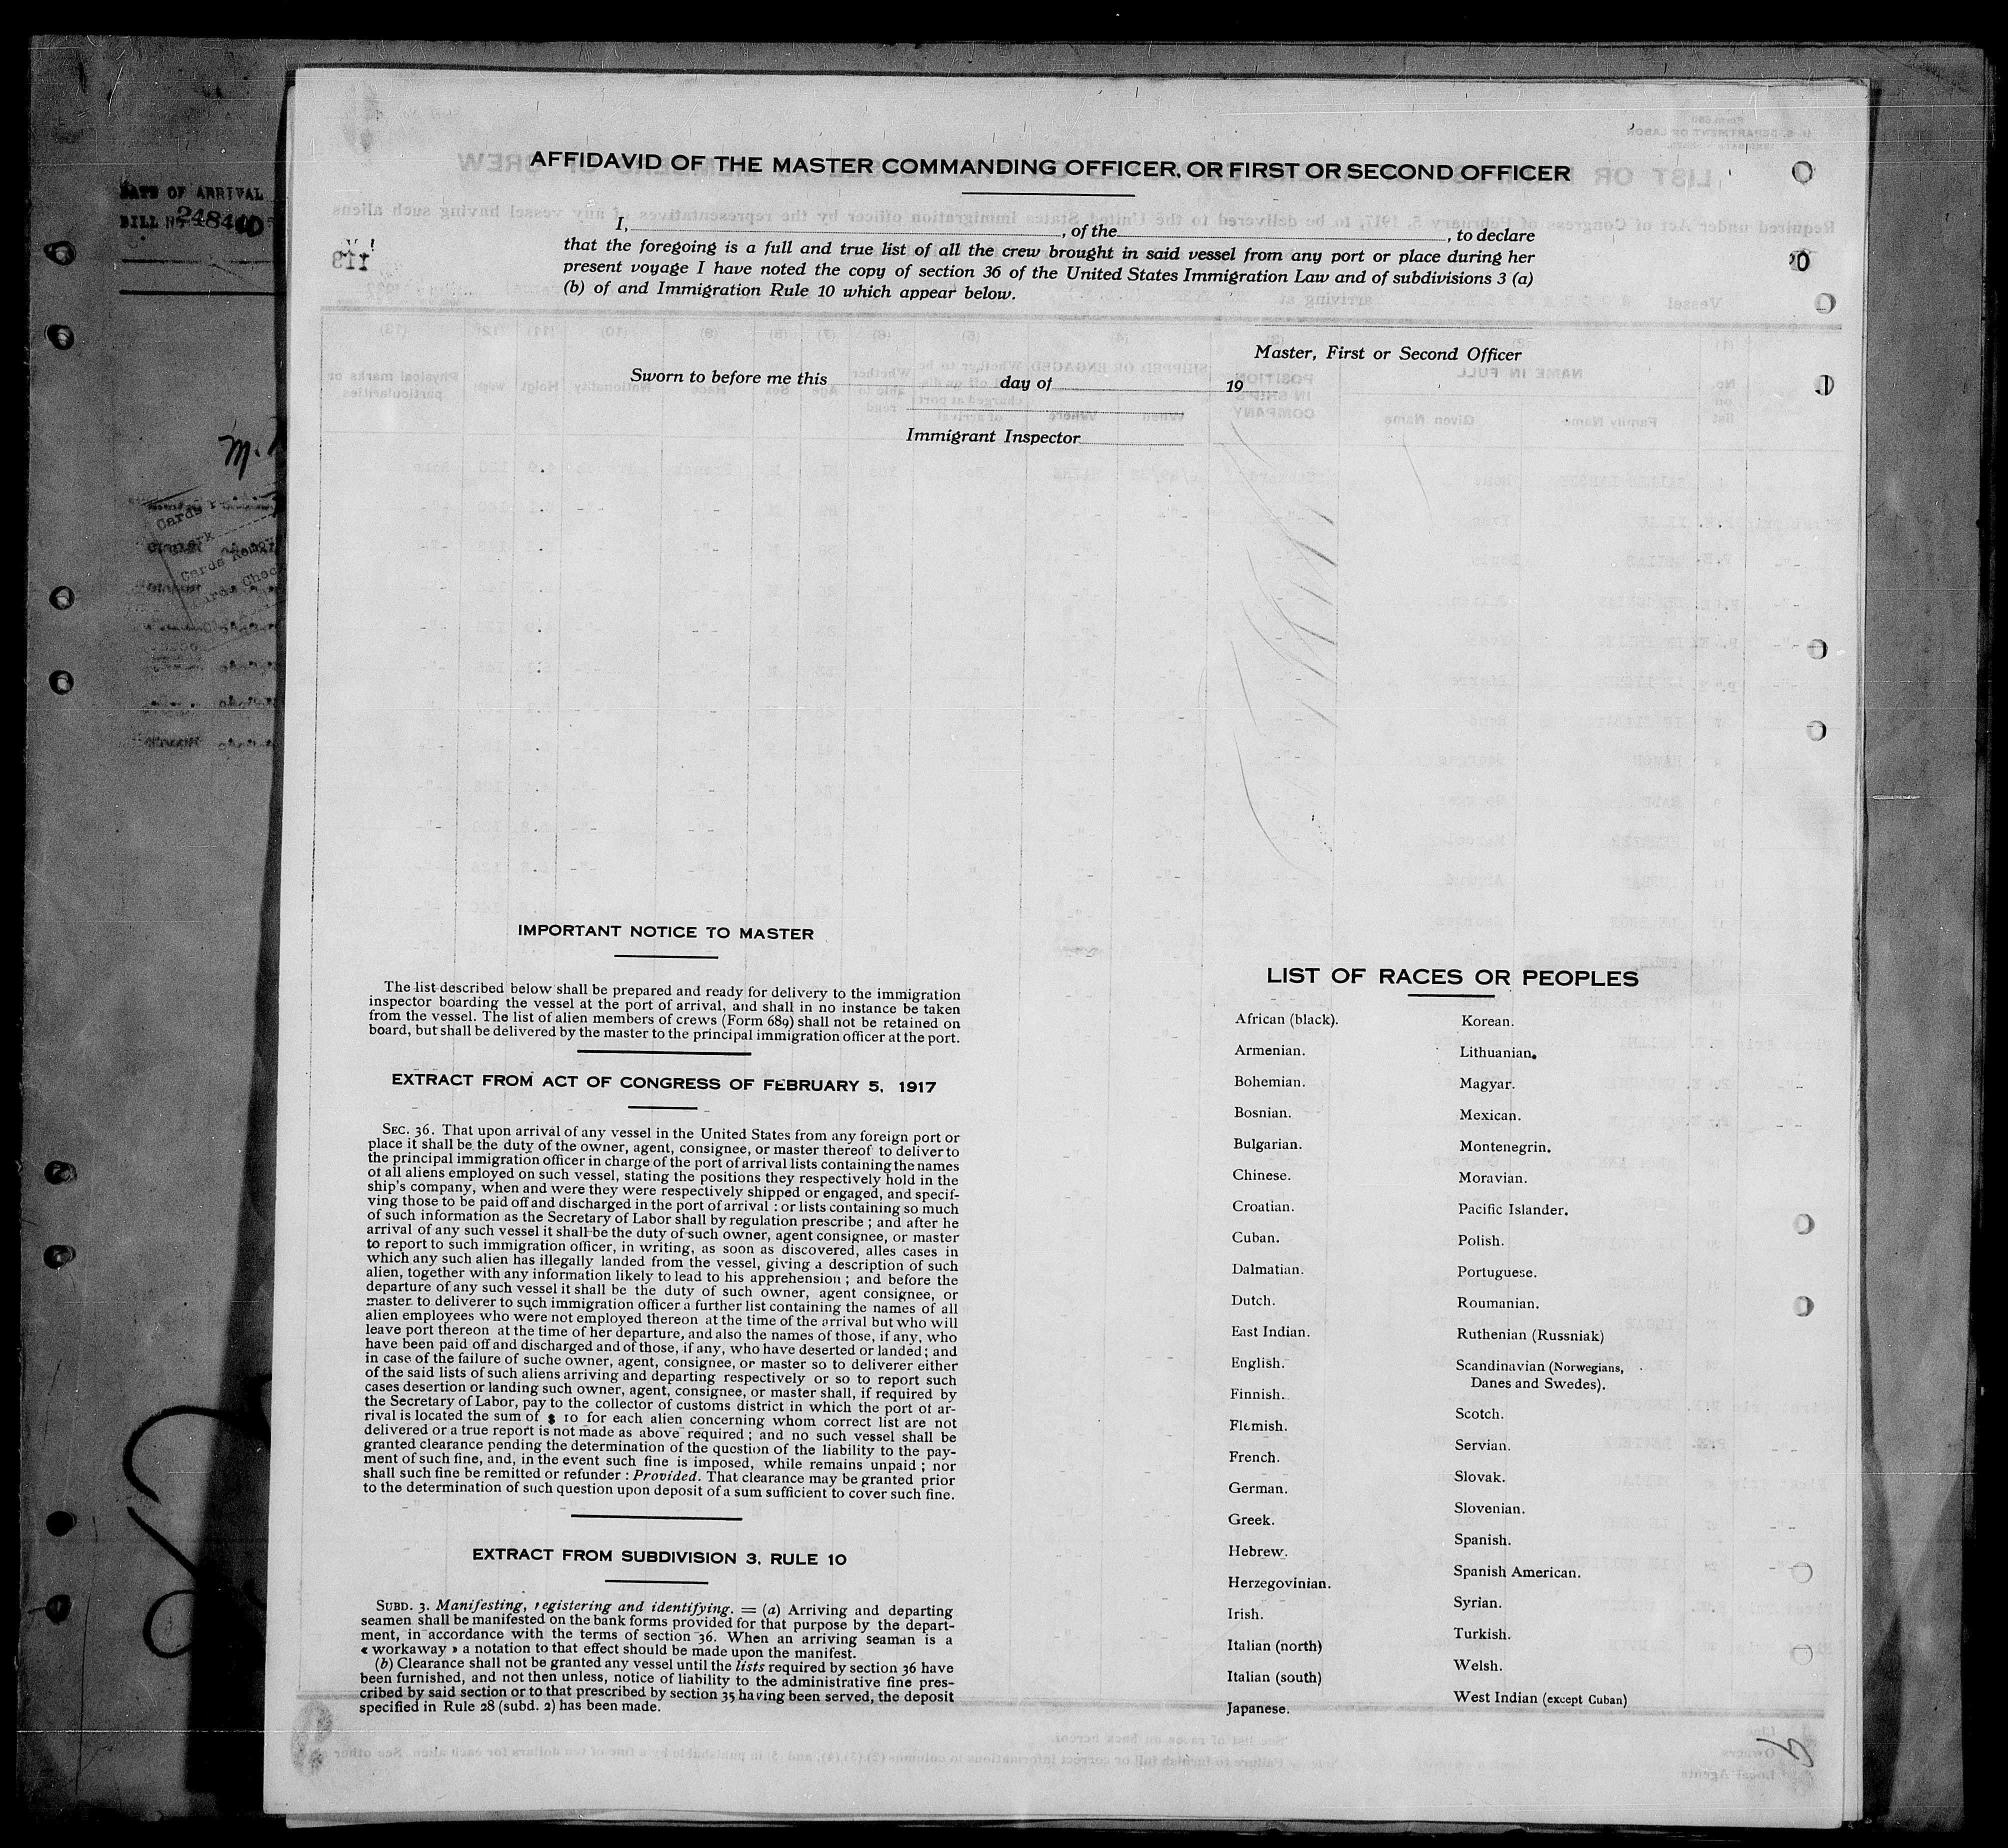 DATE OF ARRIVAL
BILL No
AFFIDAVID OF THE MASTER COMMANDING OFFICER, OR FIRST OR SECOND OFFICER
I, , of the , to declare
that the foregoing is a full and true list of all the crew brought in said vessel from any port or place during her
present voyage I have noted the copy of section 36 of the United States Immigration Law and of subdivisions 3 (a)
(b) of and Immigration Rule 10 which appear below.
Master, First or Second Officer
Sworn to before me this day of 19
Immigrant Inspector
IMPORTANT NOTICE TO MASTER
The list described below shall be prepared and ready for delivery to the immigration
inspector boarding the vessel at the port of arrival, and shall in no instance be taken
from the vessel. The list of alien members of crews (Form 689) shall not be retained on
board, but shall be delivered by the master to the principal immigration officer at the port.
EXTRACT FROM ACT OF CONGRESS OF FEBRUARY 5, 1917
SEC. 36. That upon arrival of any vessel in the United States from any foreign port or
place it shall be the duty of the owner, agent, consignee, or master thereof to deliver to
the principal immigration officer in charge of the port of arrival lists containing the names
of all aliens employed on such vessel, stating the positions they respectively hold in the
ship's company, when and were they were respectively shipped or engaged, and specif-
ving those to be paid off and discharged in the port of arrival : or lists containing so much
of such information as the Secretary of Labor shall by regulation prescribe ; and after he
arrival of any such vessel it shall be the duty of such owner, agent consignee, or master
to report to such immigration officer, in writing, as soon as discovered, alles cases in
which any such alien has illegally landed from the vessel, giving a description of such
alien, together with any information likely to lead to his apprehension ; and before the
departure of any such vessel it shall be the duty of such owner, agent consignee, or
master to deliverer to such immigration officer a further list containing the names of all
alien employees who were not employed thereon at the time of the arrival but who will
leave port thereon at the time of her departure, and also the names of those, if any, who
have been paid off and discharged and of those, if any, who have deserted or landed ; and
in case of the failure of suche owner, agent, consignee, or master so to deliverer either
of the said lists of such aliens arriving and departing respectively or so to report such
cases desertion or landing such owner, agent, consignee, or master shall, if required by
the Secretary of Labor, pay to the collector of customs district in which the port of ar-
rival is located the sum of $ 10 for each alien concerning whom correct list are not
delivered or a true report is not made as above required ; and no such vessel shall be
granted clearance pending the determination of the question of the liability to the pay-
ment of such fine, and, in the event such fine is imposed, while remains unpaid ; nor
shall such fine be remitted or refunder : Provided. That clearance may be granted prior
to the determination of such question upon deposit of a sum sufficient to cover such fine.
EXTRACT FROM SUBDIVISION 3, RULE 10
SUBD. 3. Manifesting, registering and identifying. = (a) Arriving and departing
seamen shall be manifested on the bank forms provided for that purpose by the depart-
ment, in accordance with the terms of section 36. When an arriving seaman is a
« workaway » a notation to that effect should be made upon the manifest.
(b) Clearance shall not be granted any vessel until the lists required by section 36 have
been furnished, and not then unless, notice of liability to the administrative fine pres-
cribed by said section or to that prescribed by section 35 having been served, the deposit
specified in Rule 28 (subd. 2) has been made.
LIST OF RACES OR PEOPLES
African (black).
Armenian.
Bohemian.
Bosnian.
Bulgarian.
Chinese.
Croatian.
Cuban.
Dalmatian.
Dutch.
East Indian.
English.
Finnish.
Flemish.
French.
German.
Greek.
Hebrew.
Herzegovinian.
Irish.
Italian (north)
Italian (south)
Japanese.
Korean.
Lithuanian.
Magyar.
Mexican.
Montenegrin.
Moravian.
Pacific Islander.
Polish.
Portuguese.
Roumanian.
Ruthenian (Russniak)
Scandinavian (Norwegians,
Danes and Swedes).
Scotch.
Servian.
Slovak.
Slovenian.
Spanish.
Spanish American.
Syrian.
Turkish.
Welsh.
West Indian (except Cuban)